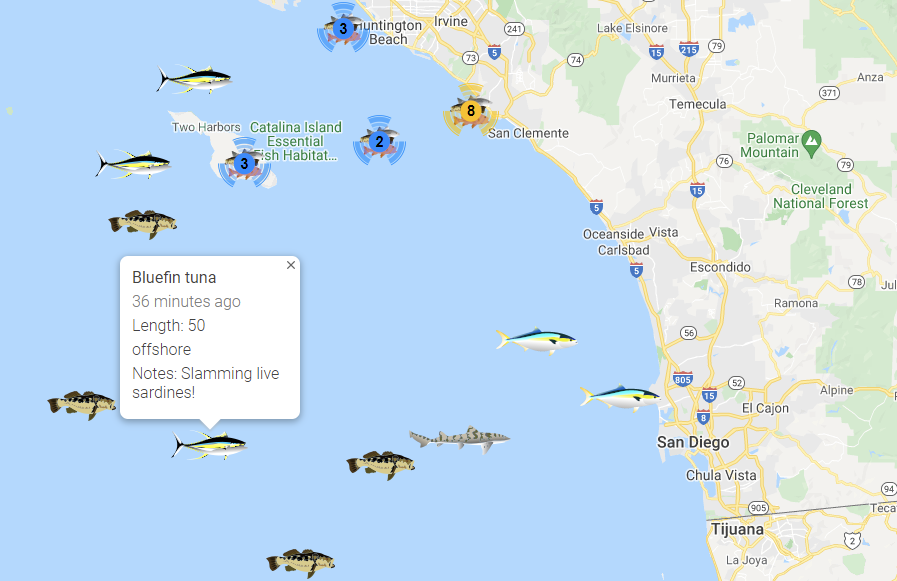 3
Huntington
Beach
Irvine
241
5
73
74
Lake Elsinore
15
215
79
Murrieta
Anza
371
Temecula
8
San Clemente
Two Harbors
Catalina Island
Essential
Fish Habitat...
3
2
Palomar
Mountain
76
79
15
Cleveland
National Forest
5
Oceanside
Vista
Carlsbad
5
Escondido
78
Ramona
Bluefin tuna
×
36 minutes ago
Length: 50
offshore
Notes: Slamming live
sardines!
56
805
52
15
Alpine
8
El Cajon
San Diego
Chula Vista
94
905
Teca
Tijuana
2
La Joya